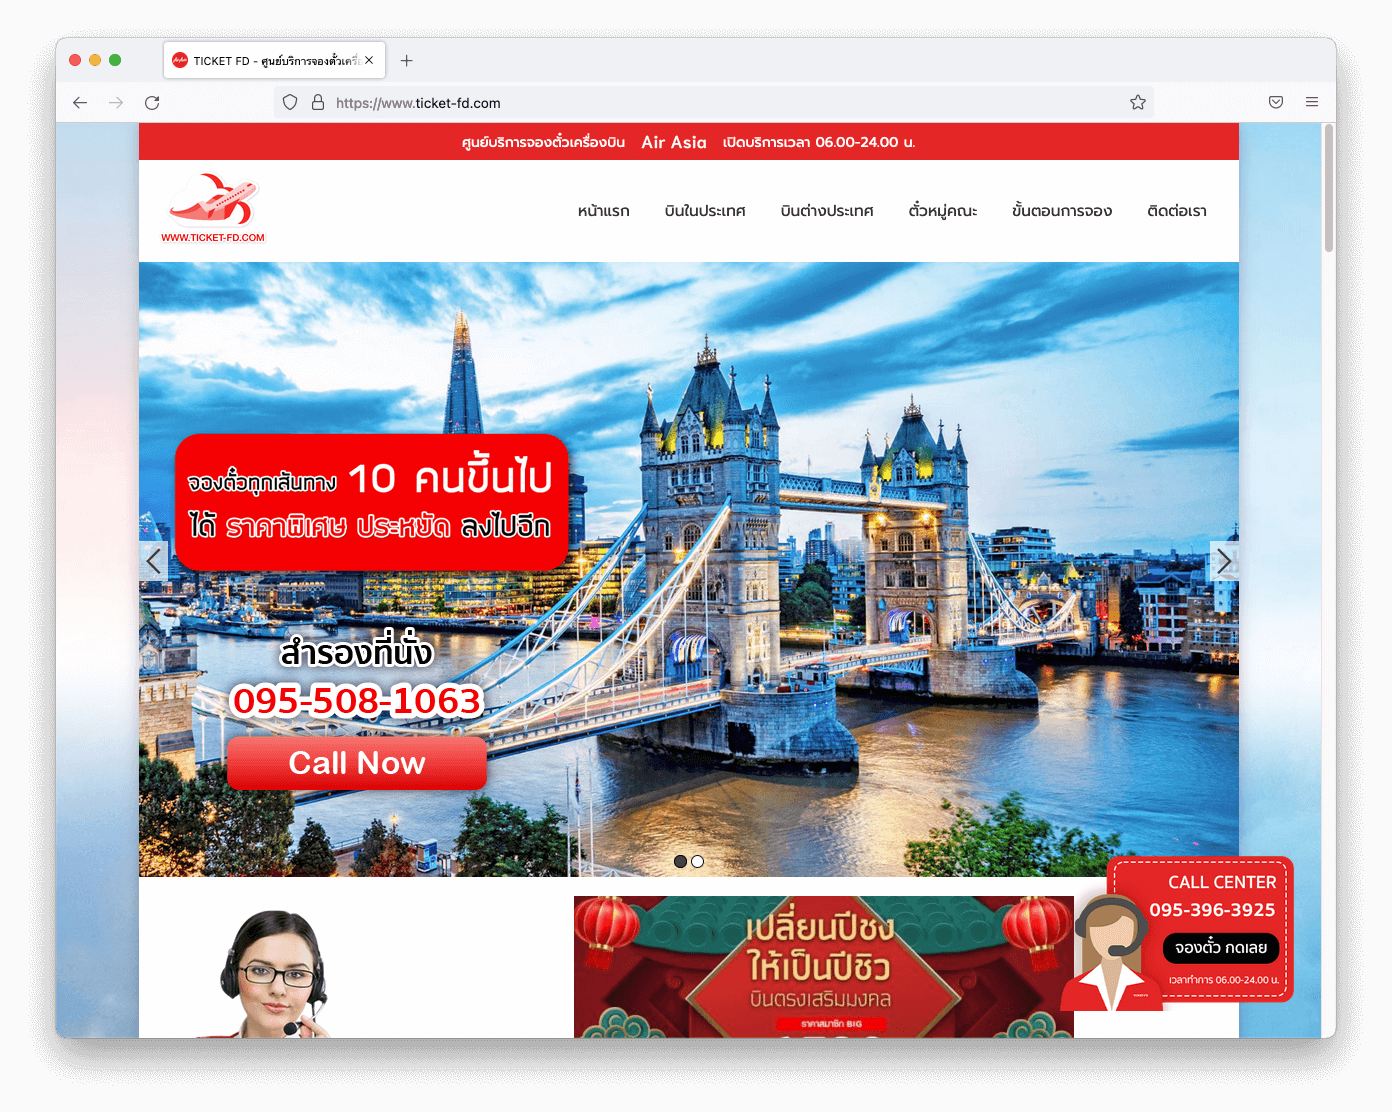 TICKET FD - ศูนย์บริการจองตั๋วเครื่
https://www.ticket-fd.com
ศูนย์บริการจองตั๋วเครื่องบิน Air Asia เปิดบริการเวลา 06.00-24.00 น.
WWW.TICKET-FD.COM
หน้าแรก บินในประเทศ บินต่างประเทศ ตั๋วหมู่คณะ ขั้นตอนการจอง ติดต่อเรา
จองตั๋วทุกเส้นทาง 10 คนขึ้นไป
ได้ ราคาพิเศษ ประหยัด ลงไปอีก
สำรองที่นั่ง
095-508-1063
Call Now
CALL CENTER
095-396-3925
จองตั๋ว กดเลย
เวลาทำการ 06.00-24.00 น.
เปลี่ยนปีชง
ให้เป็นปีชิว
บินตรงเสริมมงคล
ราคาสมาชิก BIG